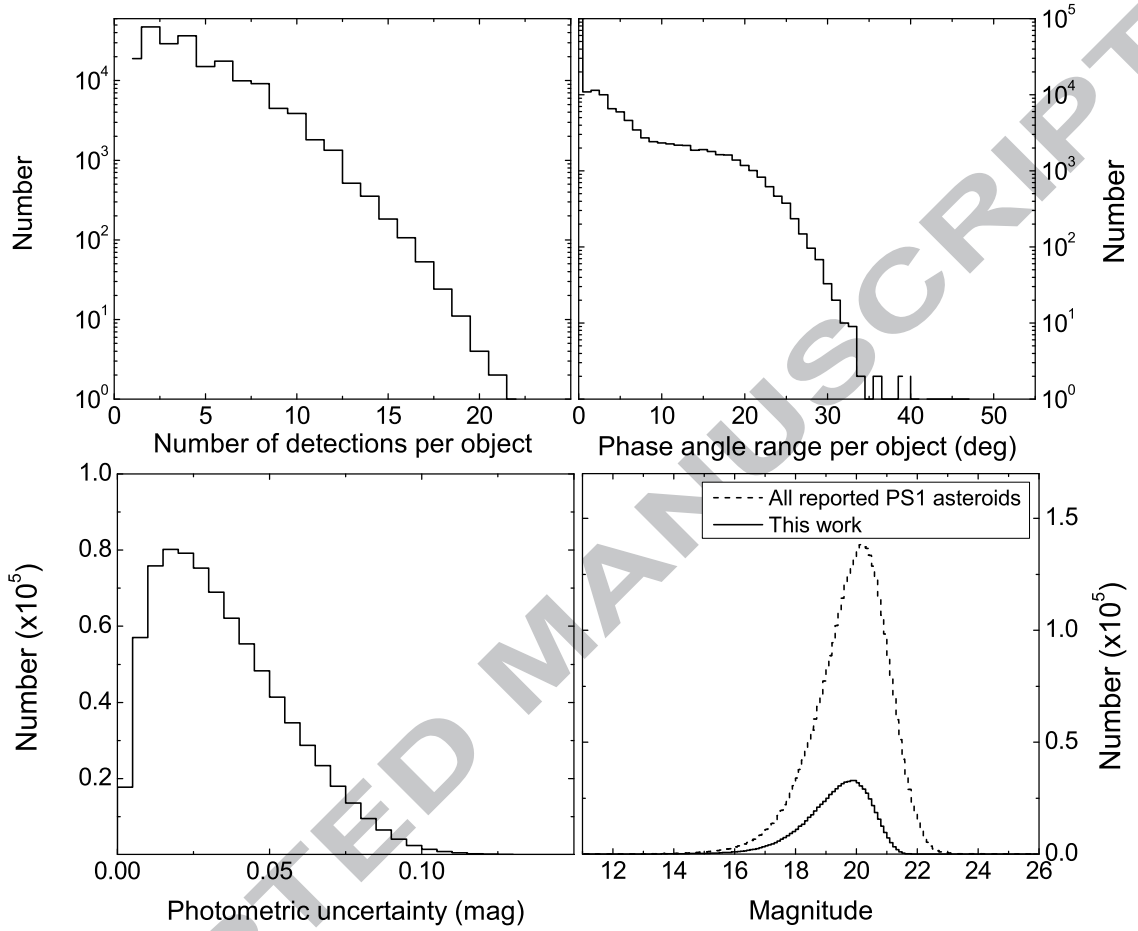 10^5
10^4
10^3
10^2
10^1
10^0
Number
0 5 10 15 20
Number of detections per object
10^4
10^3
10^2
10^1
10^0
Number
0 10 20 30 40 50
Phase angle range per object (deg)
1.0
0.8
0.6
0.4
0.2
Number (x10^5)
0.00 0.05 0.10
Photometric uncertainty (mag)
All reported PS1 asteroids
This work
1.5
1.0
0.5
0.0
Number (x10^5)
12 14 16 18 20 22 24 26
Magnitude
PTED MANUSCRIPT